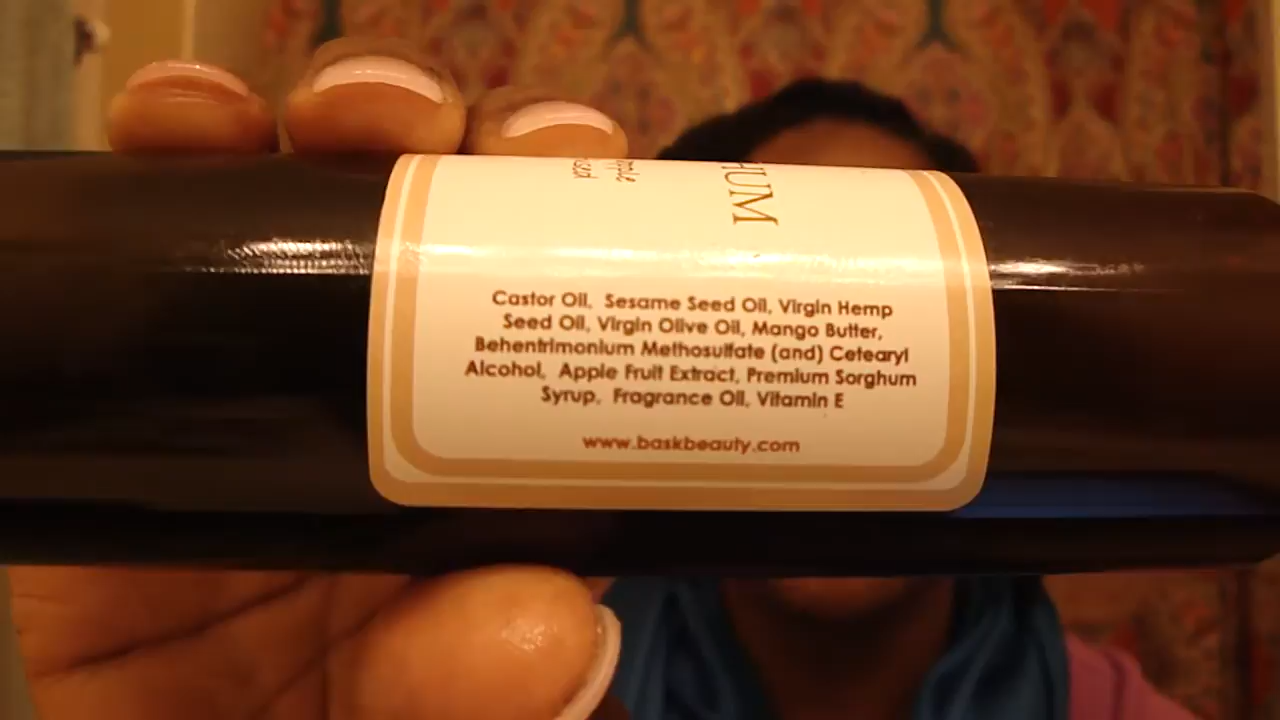 HUM
Castor Oil, Sesame Seed Oil, Virgin Hemp
Seed Oil, Virgin Olive Oil, Mango Butter,
Behentrimonium Methosulfate (and) Cetearyl
Alcohol, Apple Fruit Extract, Premium Sorghum
Syrup, Fragrance Oil, Vitamin E
www.baskbeauty.com